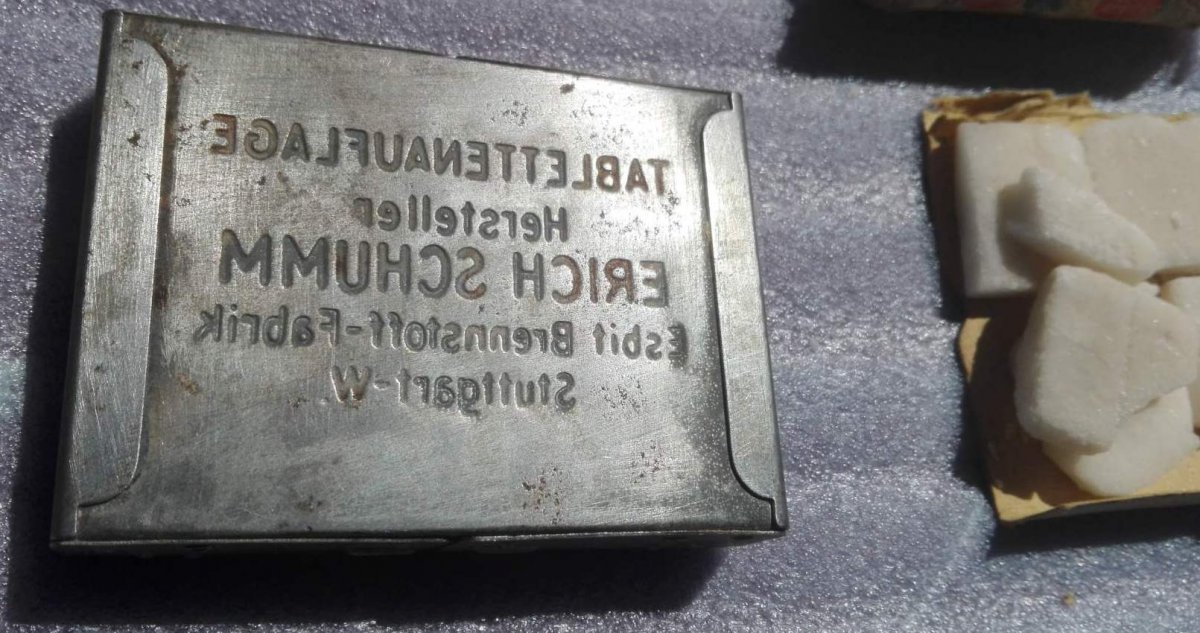 TABLETTENAUFLAGE
Hersteller
ERICH SCHUMM
Esbit Brennstoff-Fabrik
Stuttgart-W.